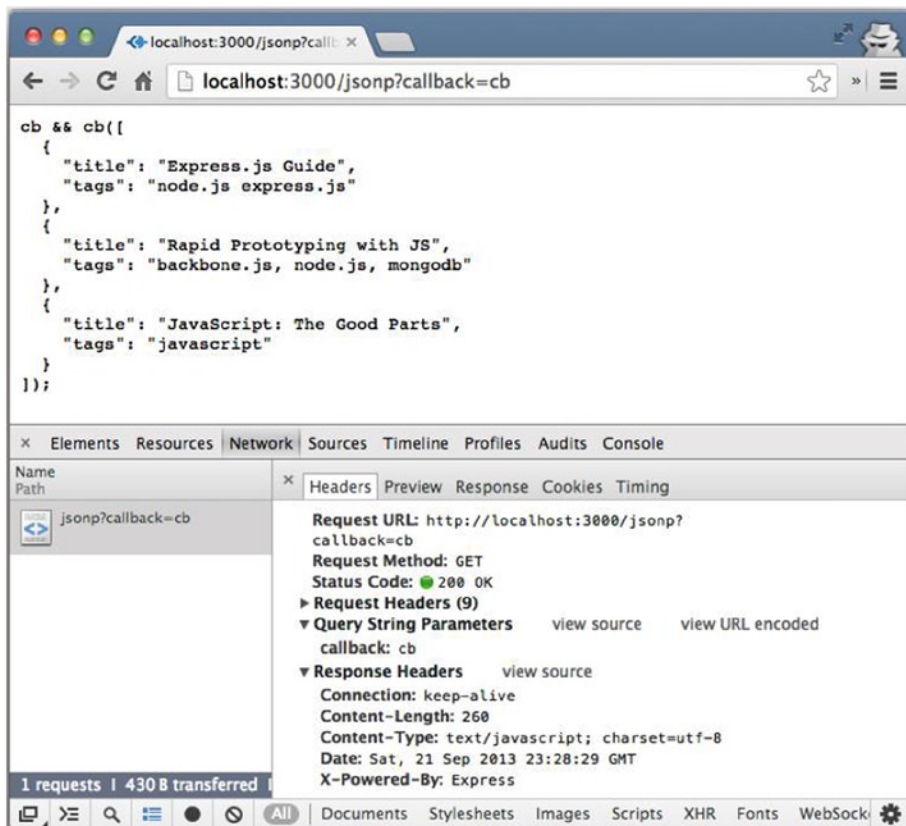 localhost:3000/jsonp?callb
localhost:3000/jsonp?callback=cb
cb && cb([
  {
    "title": "Express.js Guide",
    "tags": "node.js express.js"
  },
  {
    "title": "Rapid Prototyping with JS",
    "tags": "backbone.js, node.js, mongodb"
  },
  {
    "title": "JavaScript: The Good Parts",
    "tags": "javascript"
  }
]);
× Elements Resources Network Sources Timeline Profiles Audits Console
Name
Path
jsonp?callback=cb
1 requests | 430 B transferred
× Headers Preview Response Cookies Timing
Request URL: http://localhost:3000/jsonp?
callback=cb
Request Method: GET
Status Code: 200 OK
Request Headers (9)
Query String Parameters view source view URL encoded
callback: cb
Response Headers view source
Connection: keep-alive
Content-Length: 260
Content-Type: text/javascript; charset=utf-8
Date: Sat, 21 Sep 2013 23:28:29 GMT
X-Powered-By: Express
All Documents Stylesheets Images Scripts XHR Fonts WebSock